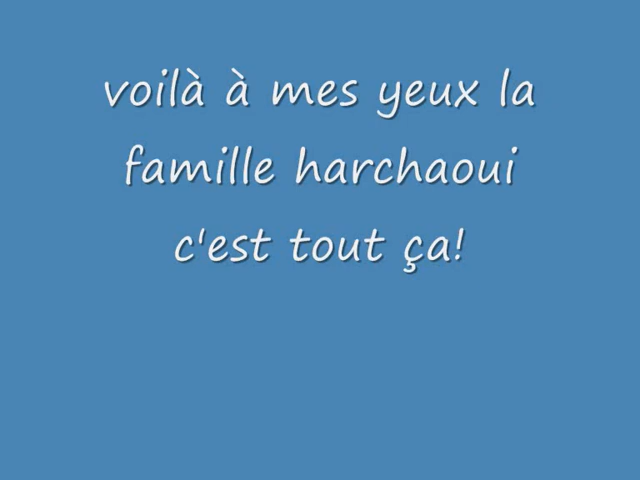 voilà à mes yeux la
famille harchaoui
c'est tout ça!